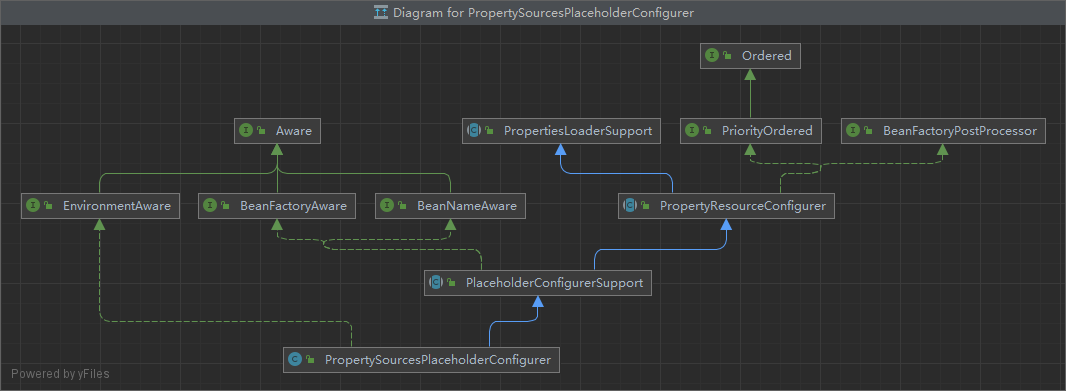 Diagram for PropertySourcesPlaceholderConfigurer
Ordered
Aware
PropertiesLoaderSupport
PriorityOrdered
BeanFactoryPostProcessor
EnvironmentAware
BeanFactoryAware
BeanNameAware
PropertyResourceConfigurer
PlaceholderConfigurerSupport
PropertySourcesPlaceholderConfigurer
Powered by yFiles